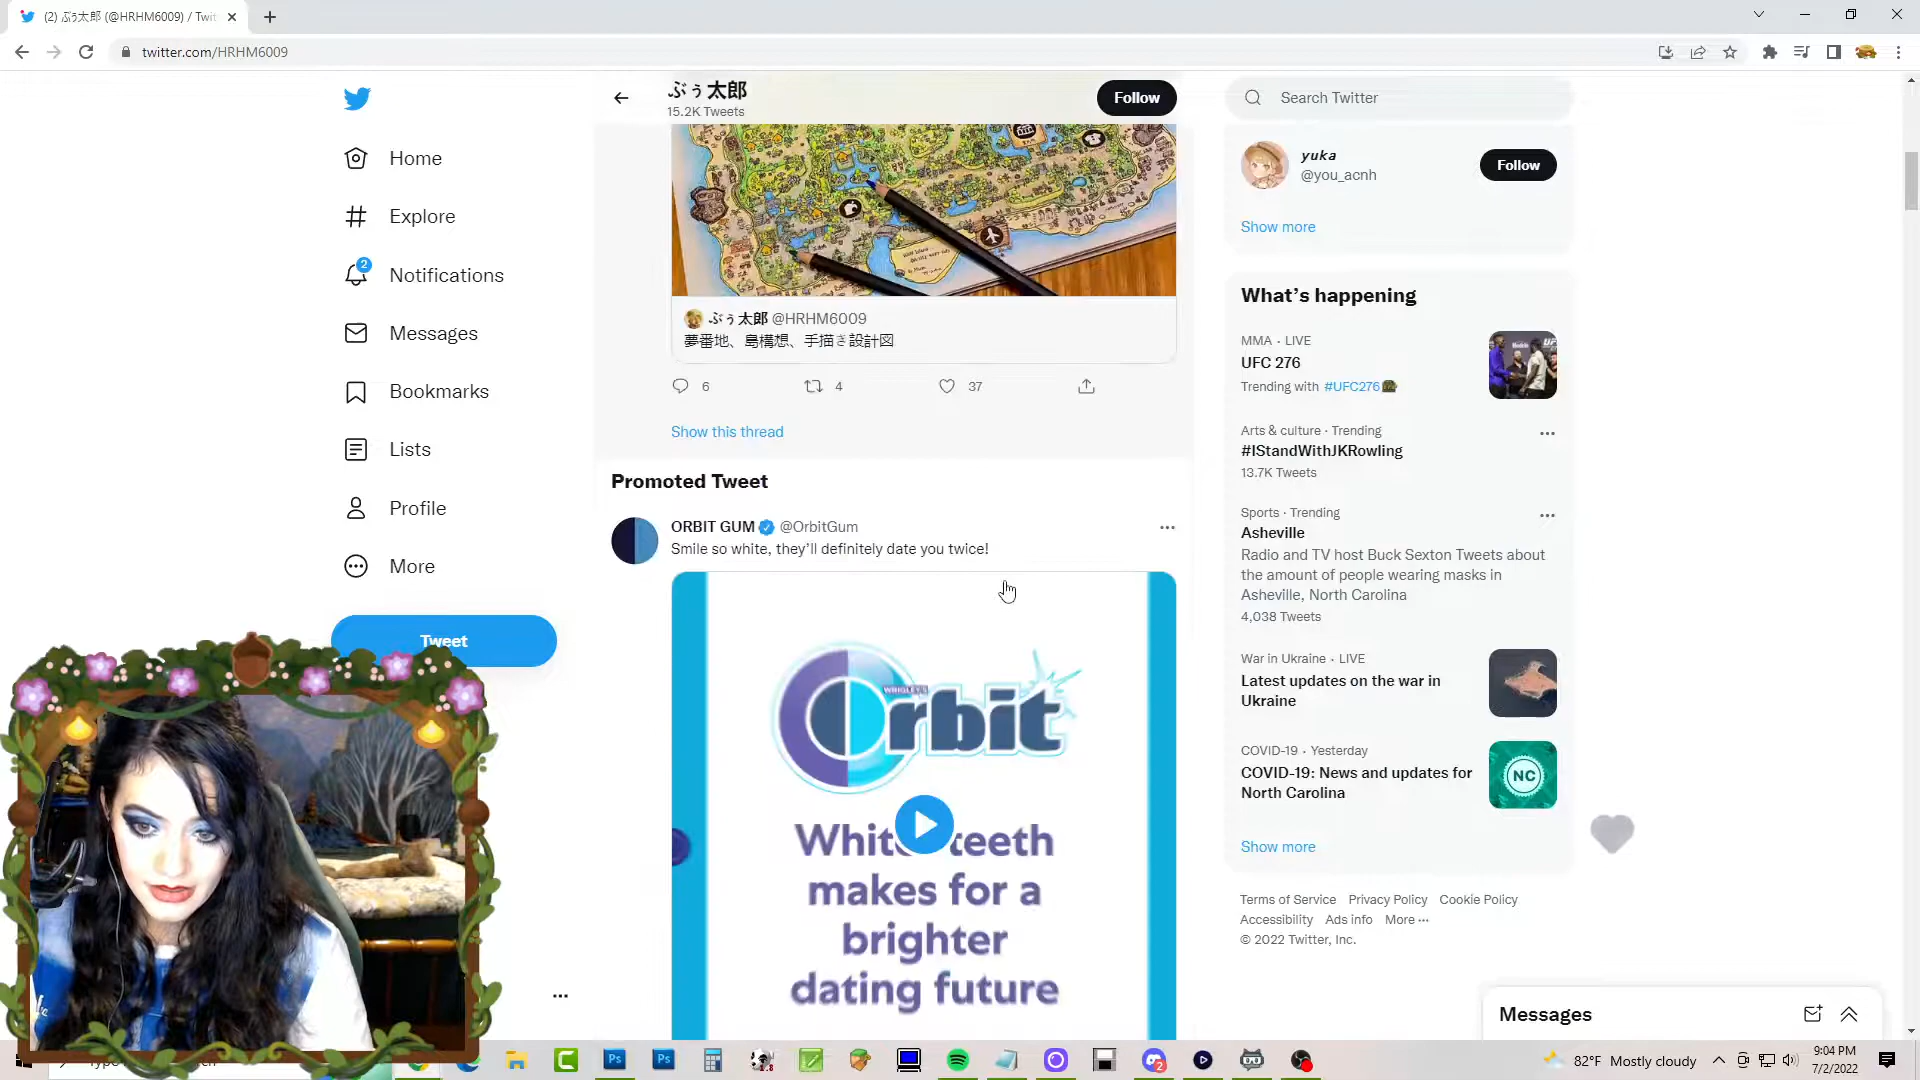 (2) ぶぅ太郎 (@HRHM6009) / Twit
twitter.com/HRHM6009
Home
Explore
2
Notifications
Messages
Bookmarks
Lists
Profile
More
Tweet
ぶぅ太郎
15.2K Tweets
Follow
ぶぅ太郎 @HRHM6009
夢番地、島構想、手描き設計図
6
4
37
Show this thread
Promoted Tweet
ORBIT GUM @OrbitGum
Smile so white, they'll definitely date you twice!
WRIGLEY'S
Orbit
White teeth
makes for a
brighter
dating future
Search Twitter
yuka
@you_acnh
Follow
Show more
What's happening
MMA · LIVE
UFC 276
Trending with #UFC276
Arts & culture · Trending
#IStandWithJKRowling
13.7K Tweets
Sports · Trending
Asheville
Radio and TV host Buck Sexton Tweets about
the amount of people wearing masks in
Asheville, North Carolina
4,038 Tweets
War in Ukraine · LIVE
Latest updates on the war in
Ukraine
COVID-19 · Yesterday
COVID-19: News and updates for
North Carolina
NC
Show more
Terms of Service Privacy Policy Cookie Policy
Accessibility Ads info More ···
© 2022 Twitter, Inc.
Messages
Ps
Ps
2
82°F Mostly cloudy
9:04 PM
7/2/2022